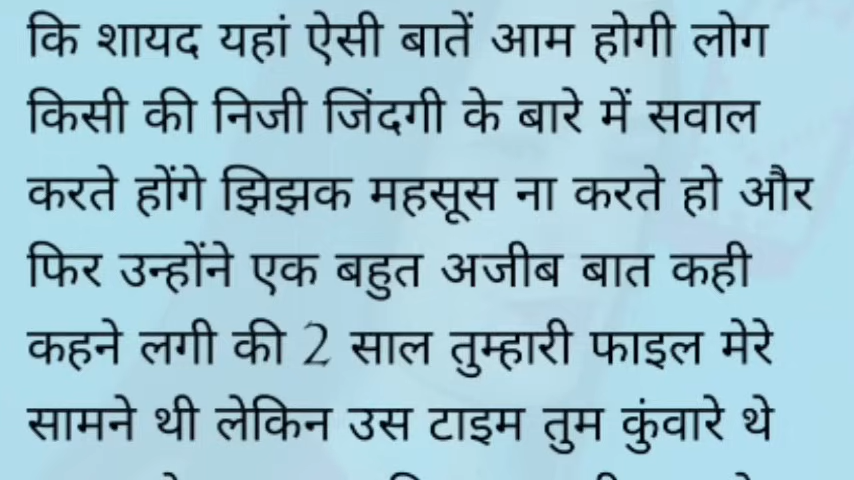 कि शायद यहां ऐसी बातें आम होगी लोग
किसी की निजी जिंदगी के बारे में सवाल
करते होंगे झिझक महसूस ना करते हो और
फिर उन्होंने एक बहुत अजीब बात कही
कहने लगी की 2 साल तुम्हारी फाइल मेरे
सामने थी लेकिन उस टाइम तुम कुंवारे थे